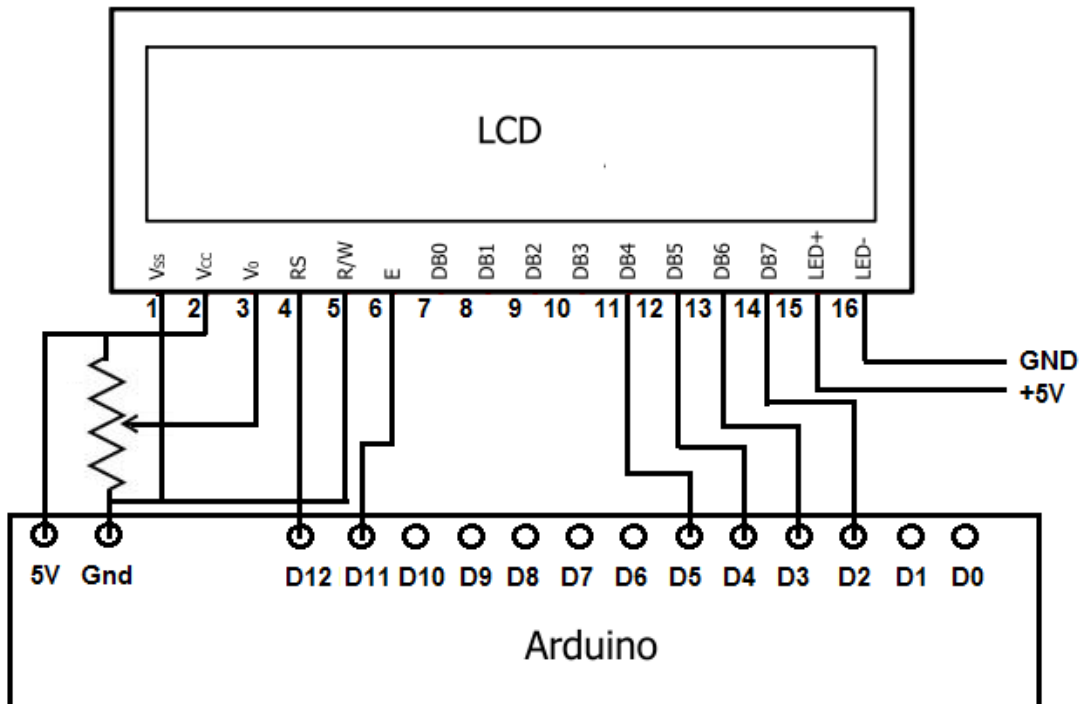 LCD
Vss Vcc V0 RS R/W E DB0 DB1 DB2 DB3 DB4 DB5 DB6 DB7 LED+ LED-
1 2 3 4 5 6 7 8 9 10 11 12 13 14 15 16
GND
+5V
5V Gnd D12 D11 D10 D9 D8 D7 D6 D5 D4 D3 D2 D1 D0
Arduino